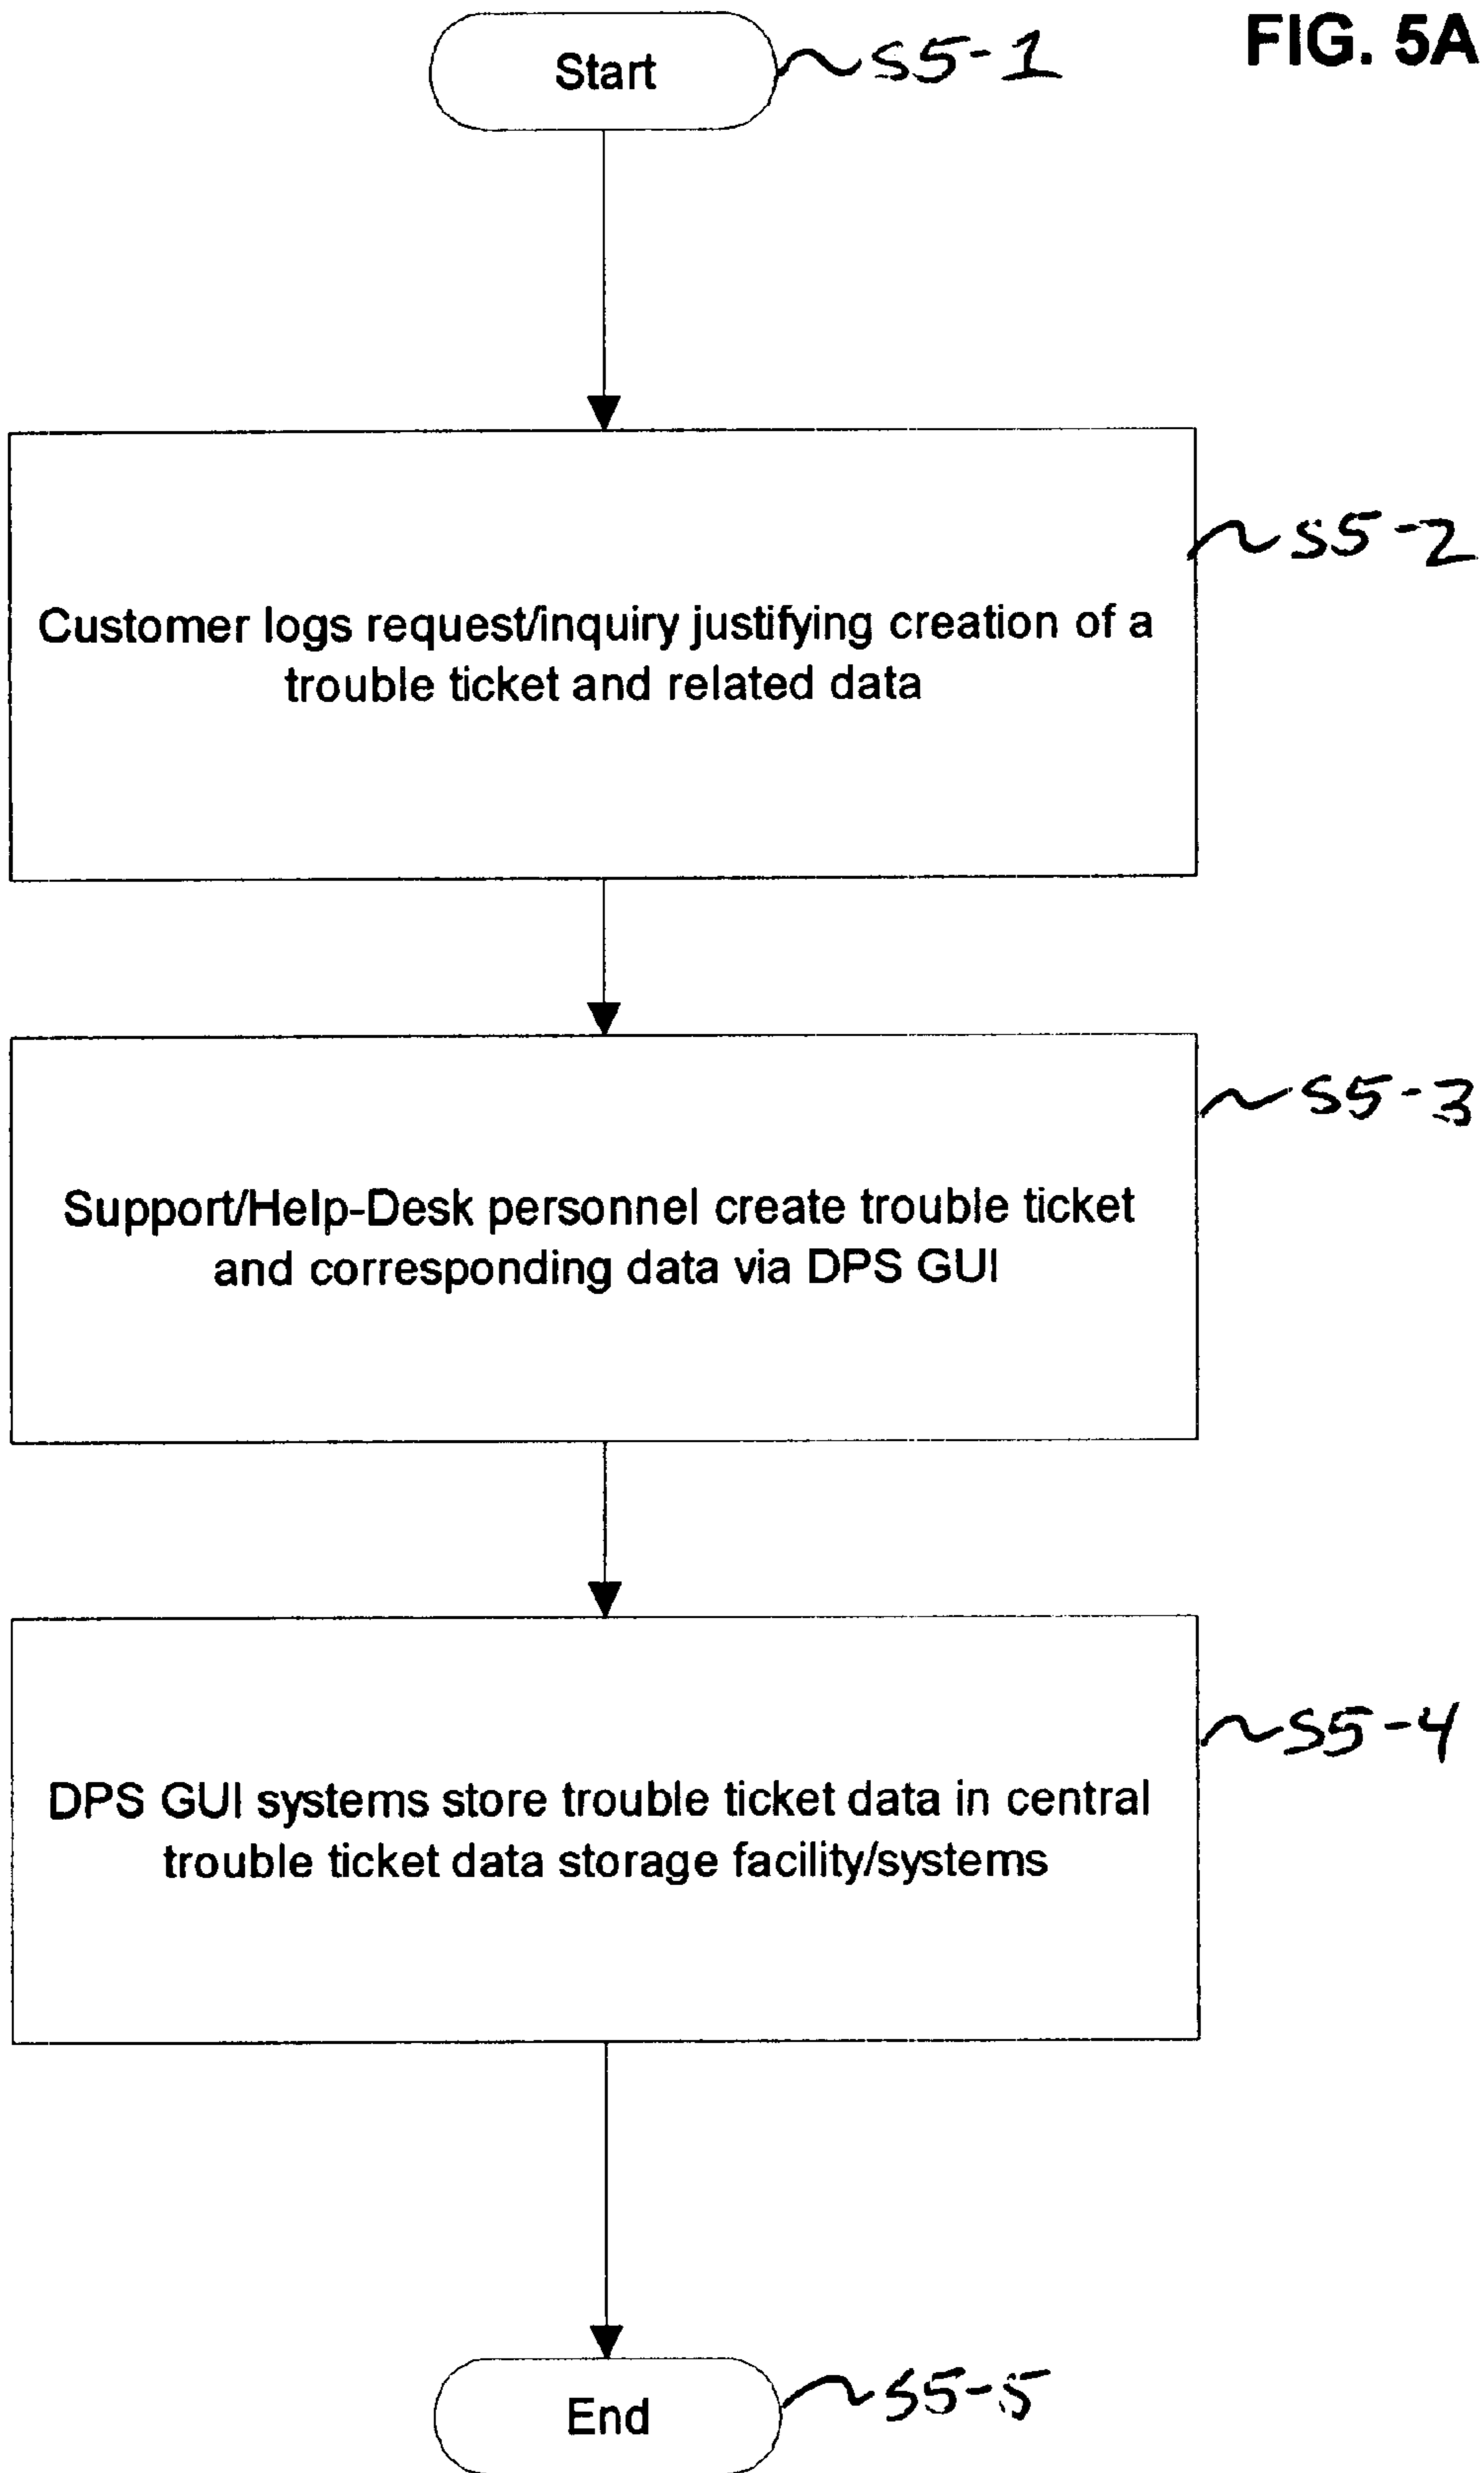 FIG. 5A
Start
S5-1
Customer logs request/inquiry justifying creation of a
trouble ticket and related data
S5-2
Support/Help-Desk personnel create trouble ticket
and corresponding data via DPS GUI
S5-3
DPS GUI systems store trouble ticket data in central
trouble ticket data storage facility/systems
S5-4
End
S5-5